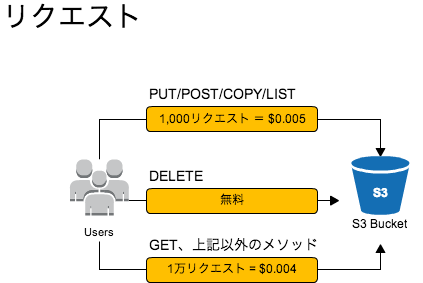 リクエスト
PUT/POST/COPY/LIST
1,000リクエスト = $0.005
DELETE
無料
S3
S3 Bucket
Users
GET、上記以外のメソッド
1万リクエスト = $0.004